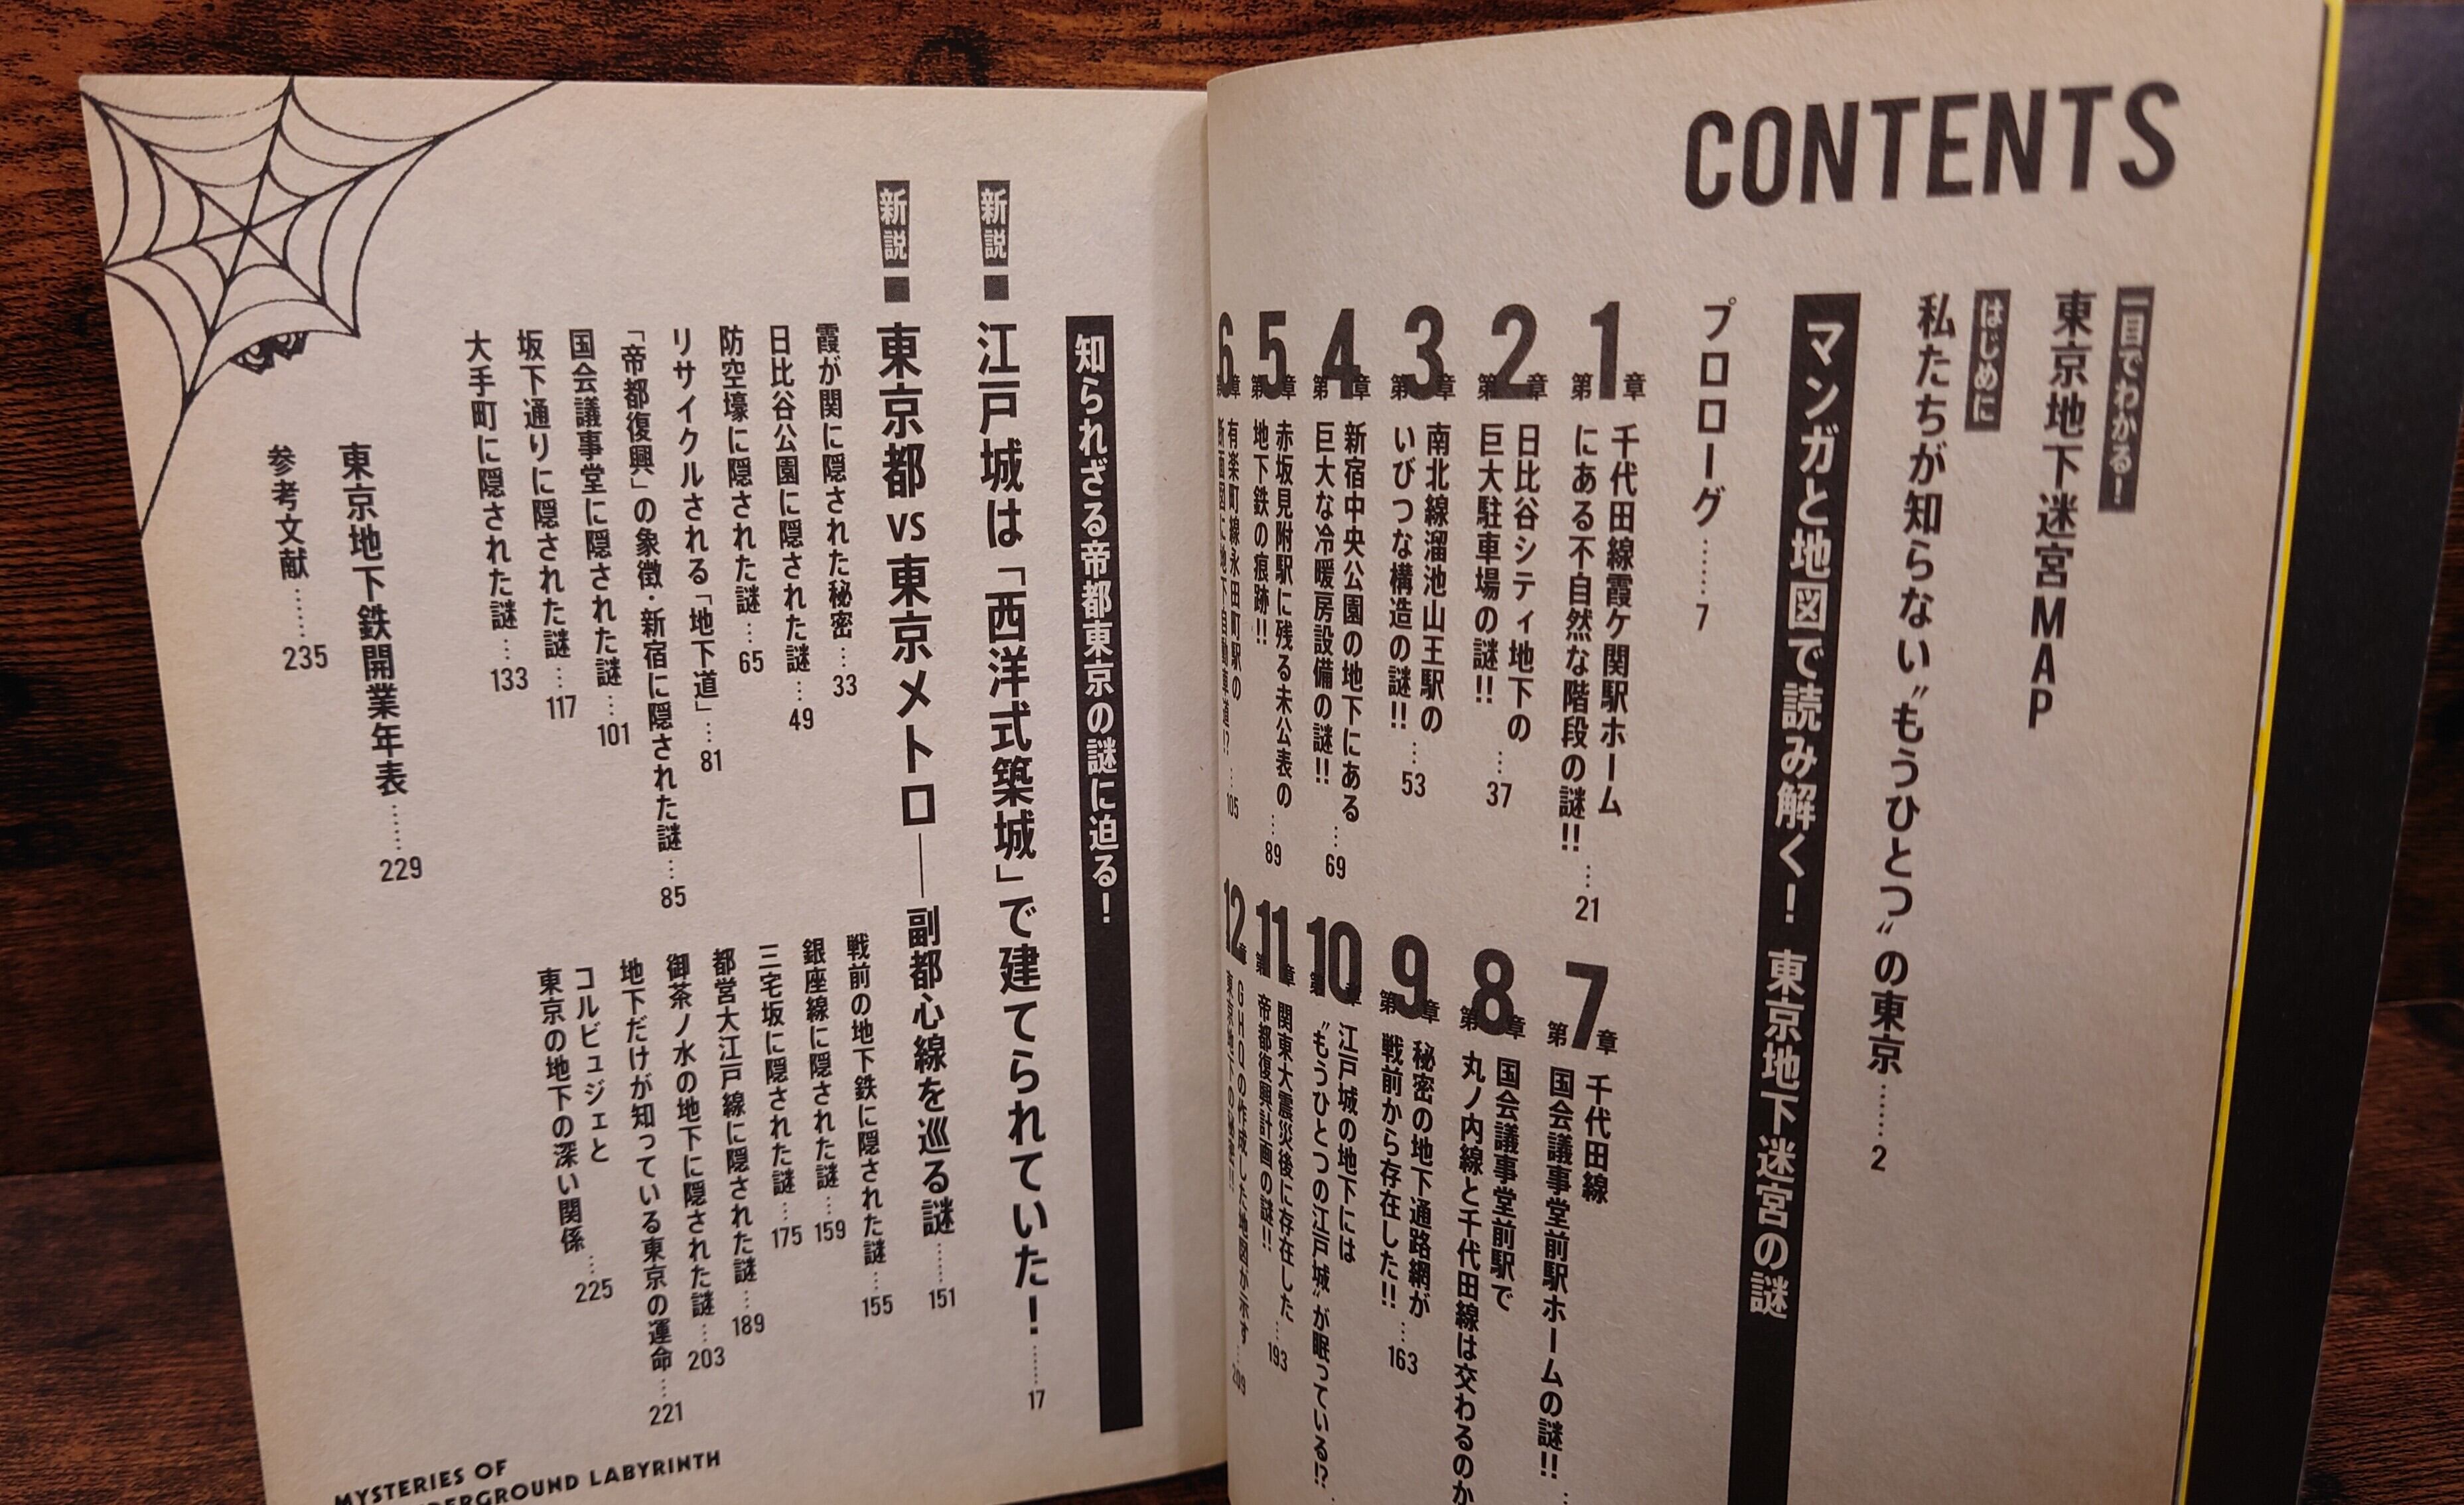 CONTENTS
一目でわかる！
東京地下迷宮MAP
はじめに
私たちが知らない〝もうひとつ〟の東京……2
マンガと地図で読み解く！ 東京地下迷宮の謎
プロローグ……7
第1章
千代田線霞ケ関駅ホーム
にある不自然な階段の謎!!…21
第2章
日比谷シティ地下の
巨大駐車場の謎!!…37
第3章
南北線溜池山王駅の
いびつな構造の謎!!…53
第4章
新宿中央公園の地下にある
巨大な冷暖房設備の謎!!…69
第5章
赤坂見附駅に残る未公表の
地下鉄の痕跡!!…89
第6章
有楽町線永田町駅の
断面図に地下自動車道!?…105
第7章
千代田線
国会議事堂前駅ホームの謎!!…
第8章
国会議事堂前駅で
丸ノ内線と千代田線は交わるのか
第9章
秘密の地下通路網が
戦前から存在した!!…163
第10章
江戸城の地下には
〝もうひとつの江戸城〟が眠っている!?…
第11章
関東大震災後に存在した
帝都復興計画の謎!!…193
12章
GHQの作成した地図が示す…209
東京地下の
知られざる帝都東京の謎に迫る！
新説■江戸城は「西洋式築城」で建てられていた！……17
新説■東京都vs東京メトロ――副都心線を巡る謎……151
霞が関に隠された秘密…33
日比谷公園に隠された謎…49
防空壕に隠された謎…65
リサイクルされる「地下道」…81
「帝都復興」の象徴・新宿に隠された謎…85
国会議事堂に隠された謎…101
坂下通りに隠された謎…117
大手町に隠された謎…133
戦前の地下鉄に隠された謎…155
銀座線に隠された謎…159
三宅坂に隠された謎…175
都営大江戸線に隠された謎…189
御茶ノ水の地下に隠された謎…203
地下だけが知っている東京の運命…221
コルビュジェと
東京の地下の深い関係…225
東京地下鉄開業年表……229
参考文献……235
MYSTERIES OF
DERGROUND LABYRINTH